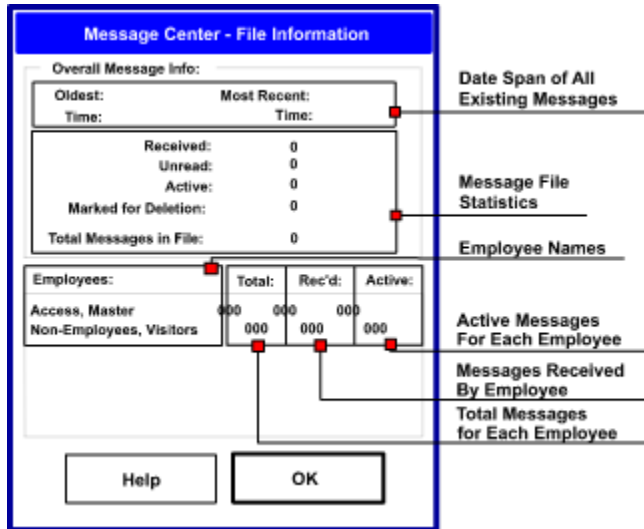 Message Center - File Information
Overall Message Info:
Oldest: Most Recent:
Time: Time:
Received: 0
Unread: 0
Active: 0
Marked for Deletion: 0
Total Messages in File: 0
Employees: Total: Rec'd: Active:
Access, Master 000 000 000
Non-Employees, Visitors 000 000 000
Help OK
Date Span of All
Existing Messages
Message File
Statistics
Employee Names
Active Messages
For Each Employee
Messages Received
By Employee
Total Messages
for Each Employee